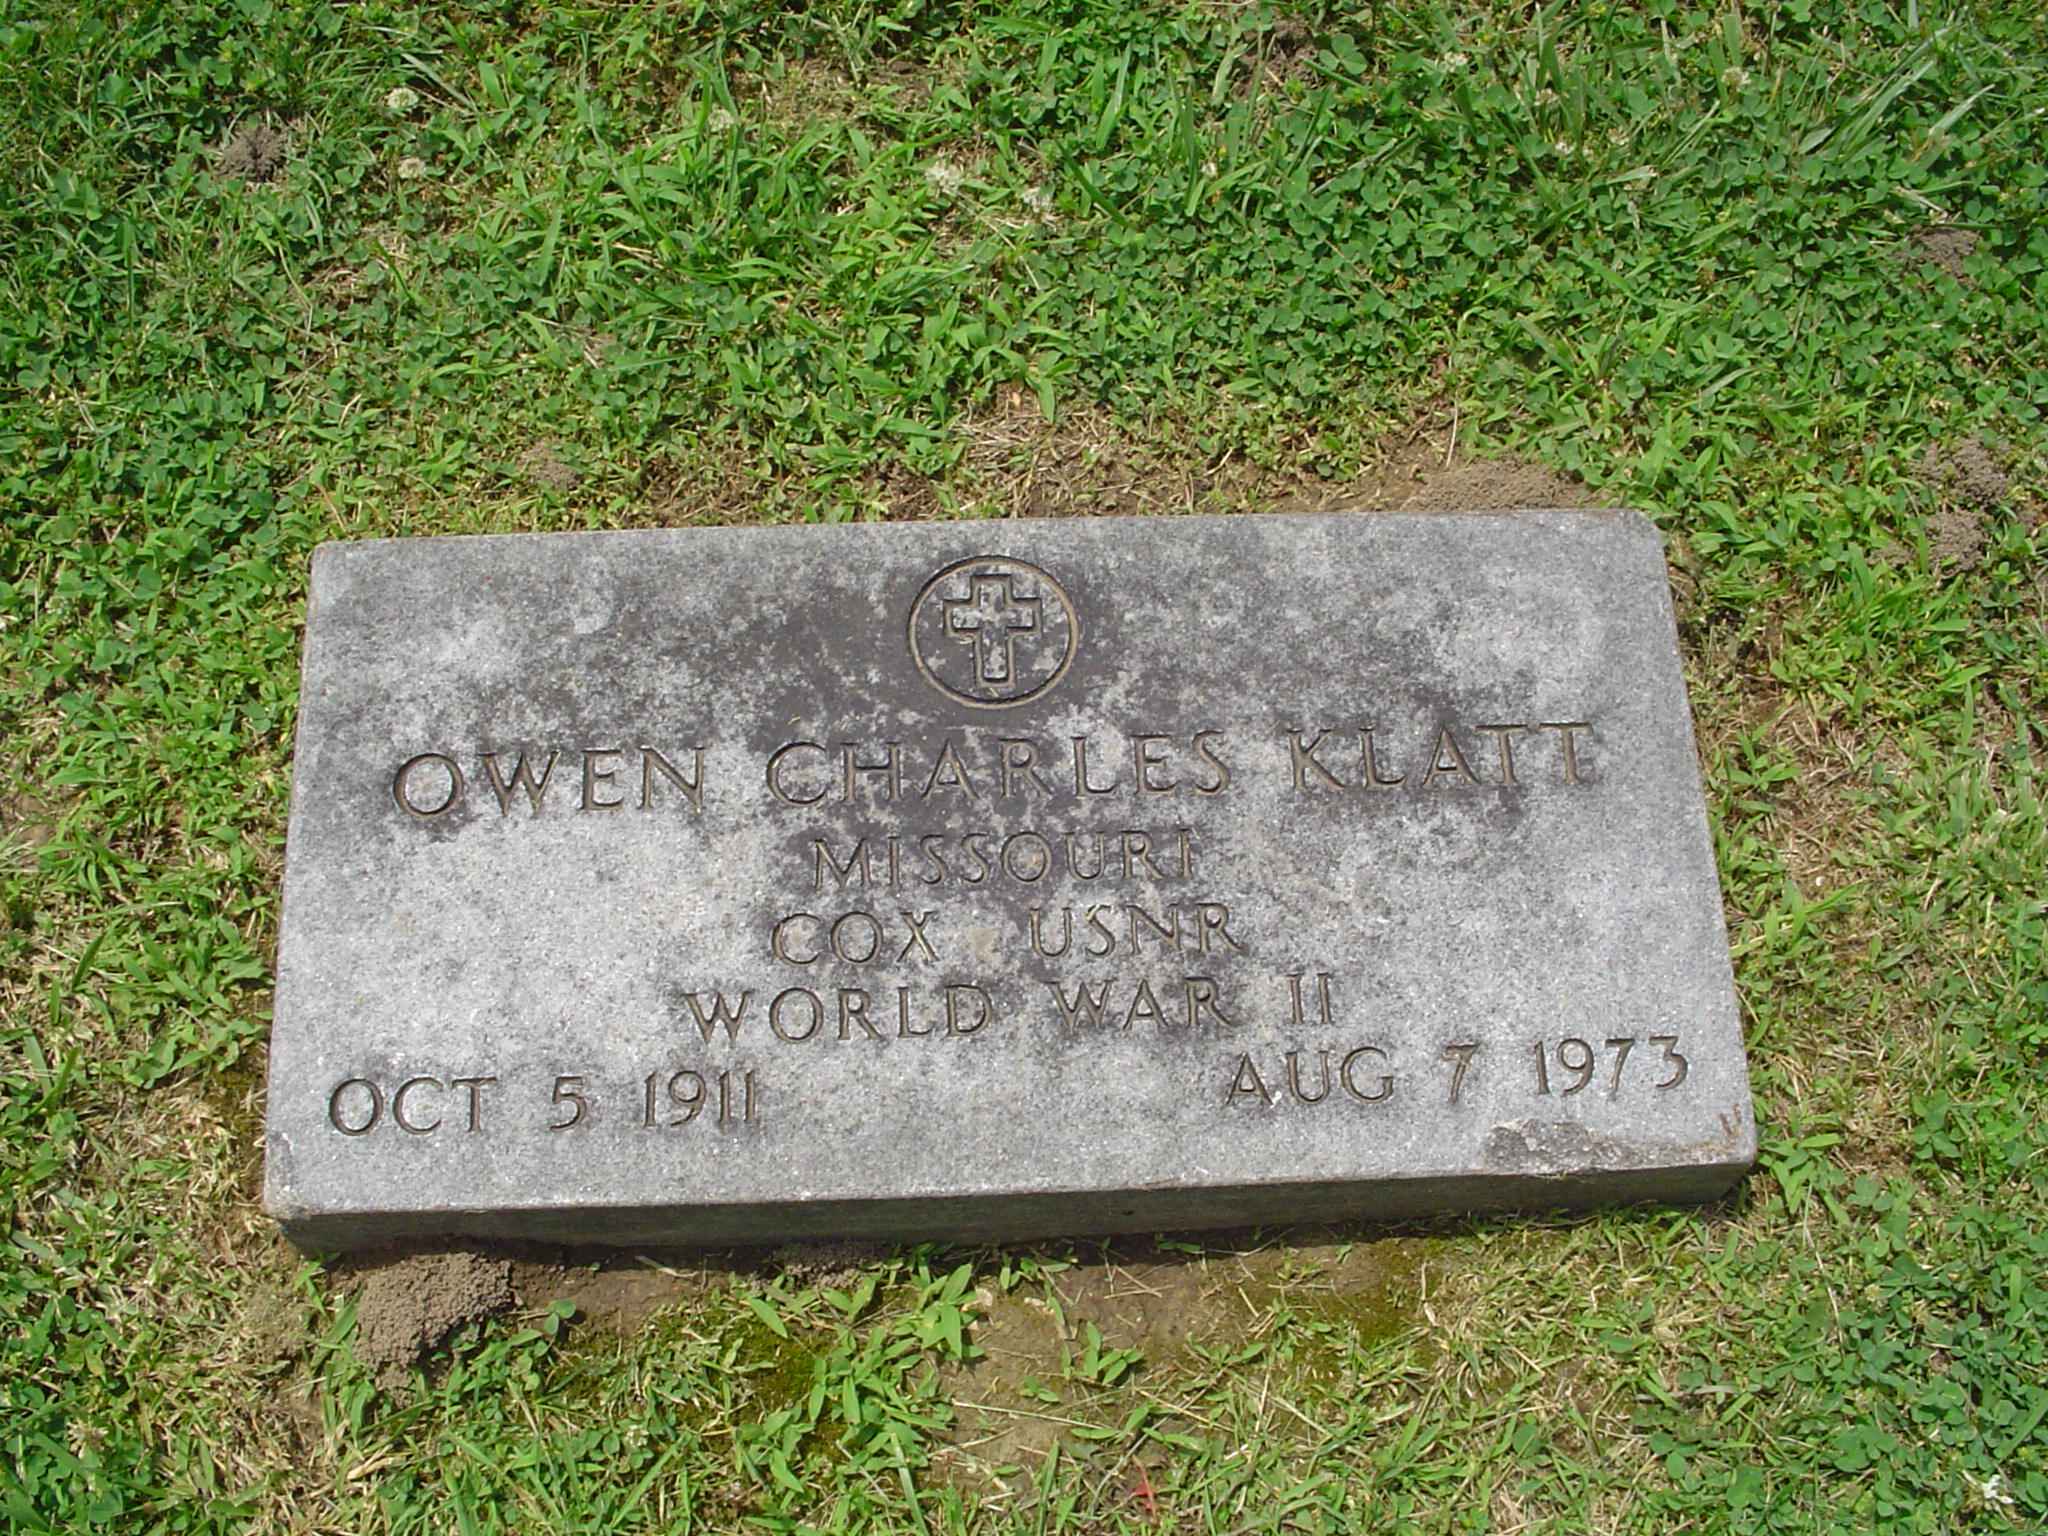 OWEN CHARLES KLATT
MISSOURI
COX USNR
WORLD WAR II
OCT 5 1911 AUG 7 1973